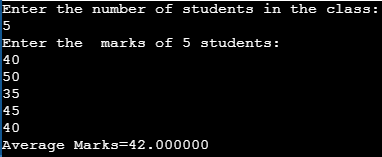 Enter the number of students in the class:
5
Enter the  marks of 5 students:
40
50
35
45
40
Average Marks=42.000000